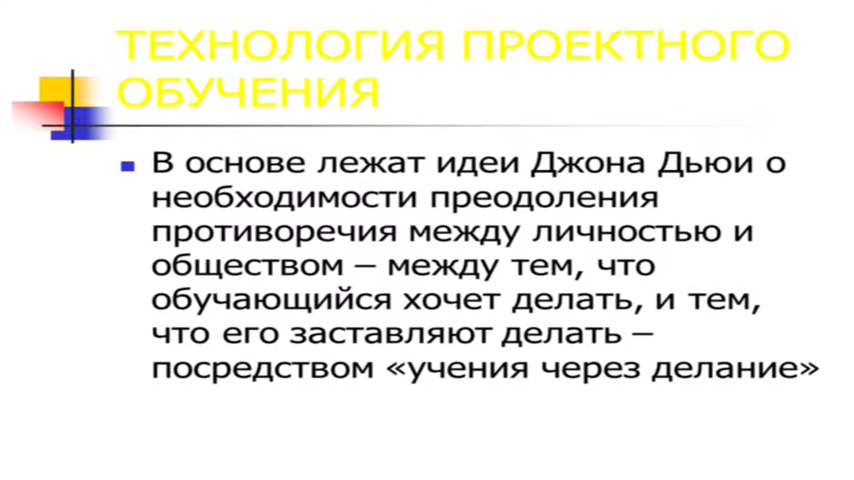 ТЕХНОЛОГИЯ ПРОЕКТНОГО
ОБУЧЕНИЯ
В основе лежат идеи Джона Дьюи о
необходимости преодоления
противоречия между личностью и
обществом – между тем, что
обучающийся хочет делать, и тем,
что его заставляют делать –
посредством «учения через делание»